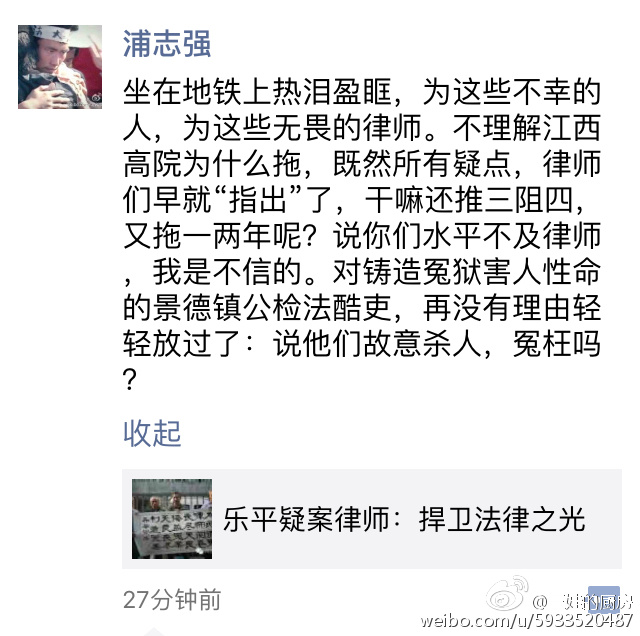 浦志强
坐在地铁上热泪盈眶，为这些不幸的
人，为这些无畏的律师。不理解江西
高院为什么拖，既然所有疑点，律师
们早就“指出”了，干嘛还推三阻四，
又拖一两年呢？说你们水平不及律师
，我是不信的。对铸造冤狱害人性命
的景德镇公检法酷吏，再没有理由轻
轻放过了：说他们故意杀人，冤枉吗
？
收起
乐平疑案律师：捍卫法律之光
27分钟前
weibo.com/u/5933520487